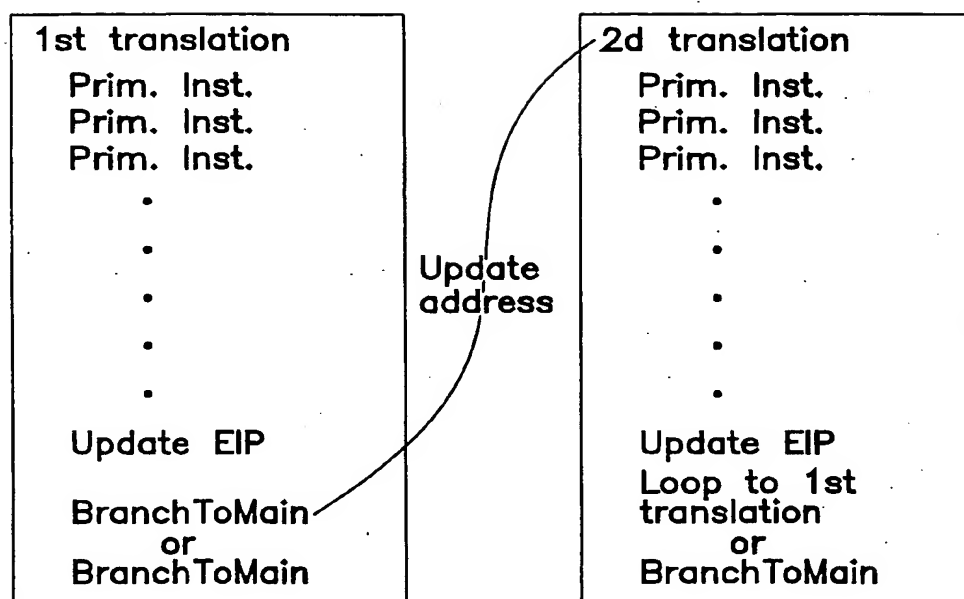 1st translation
Prim. Inst.
Prim. Inst.
Prim. Inst.
Update EIP
BranchToMain
or
BranchToMain
Update
address
2d translation
Prim. Inst.
Prim. Inst.
Prim. Inst.
Update EIP
Loop to 1st
translation
or
BranchToMain